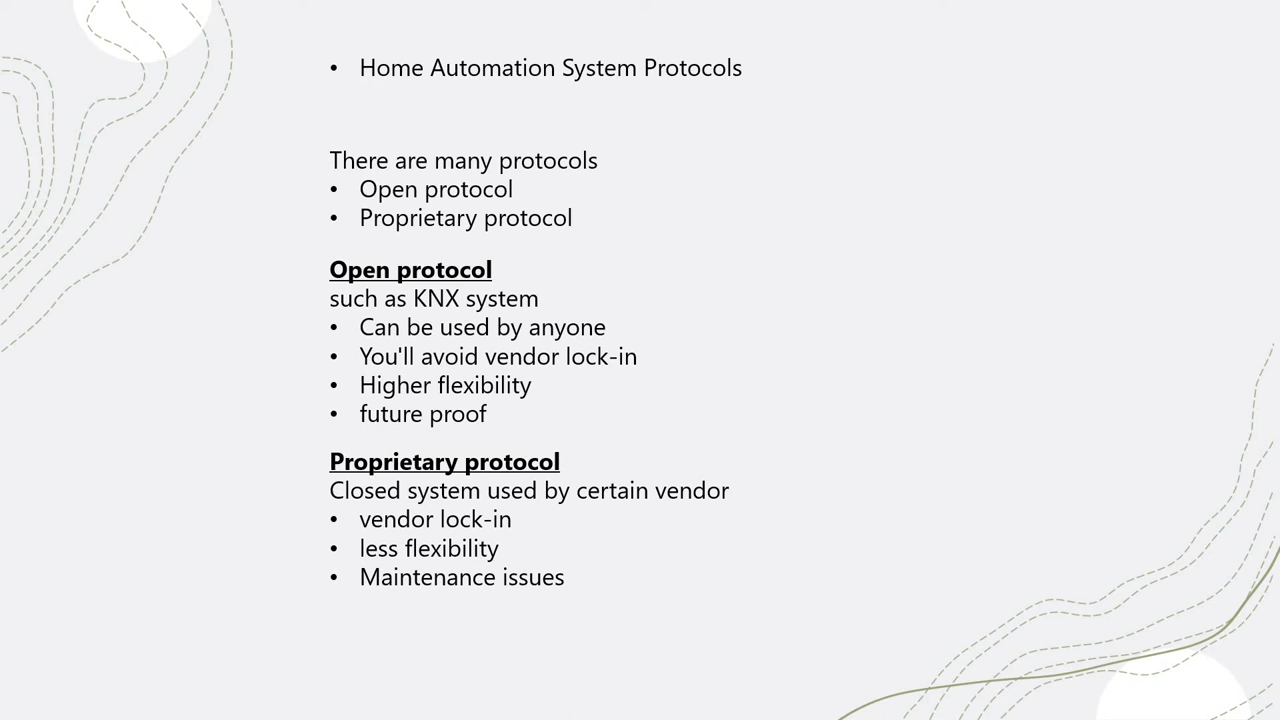 • Home Automation System Protocols
There are many protocols
• Open protocol
• Proprietary protocol
Open protocol
such as KNX system
• Can be used by anyone
• You'll avoid vendor lock-in
• Higher flexibility
• future proof
Proprietary protocol
Closed system used by certain vendor
• vendor lock-in
• less flexibility
• Maintenance issues